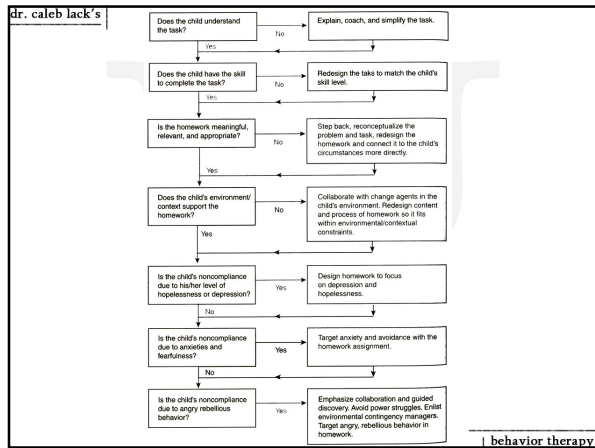 dr. caleb lack's
Does the child understand
the task?
No
Explain, coach, and simplify the task.
Yes
Does the child have the skill
to complete the task?
No
Redesign the taks to match the child's
skill level.
Yes
Is the homework meaningful,
relevant, and appropriate?
No
Step back, reconceptualize the
problem and task, redesign the
homework and connect it to the child's
circumstances more directly.
Yes
Does the child's environment/
context support the
homework?
No
Collaborate with change agents in the
child's environment. Redesign content
and process of homework so it fits
within environmental/contextual
constraints.
Yes
Is the child's noncompliance
due to his/her level of
hopelessness or depression?
Yes
Design homework to focus
on depression and
hopelessness.
No
Is the child's noncompliance
due to anxieties and
fearfulness?
Yes
Target anxiety and avoidance with the
homework assignment.
No
Is the child's noncompliance
due to angry rebellious
behavior?
Yes
Emphasize collaboration and guided
discovery. Avoid power struggles. Enlist
environmental contingency managers.
Target angry, rebellious behavior in
homework.
behavior therapy